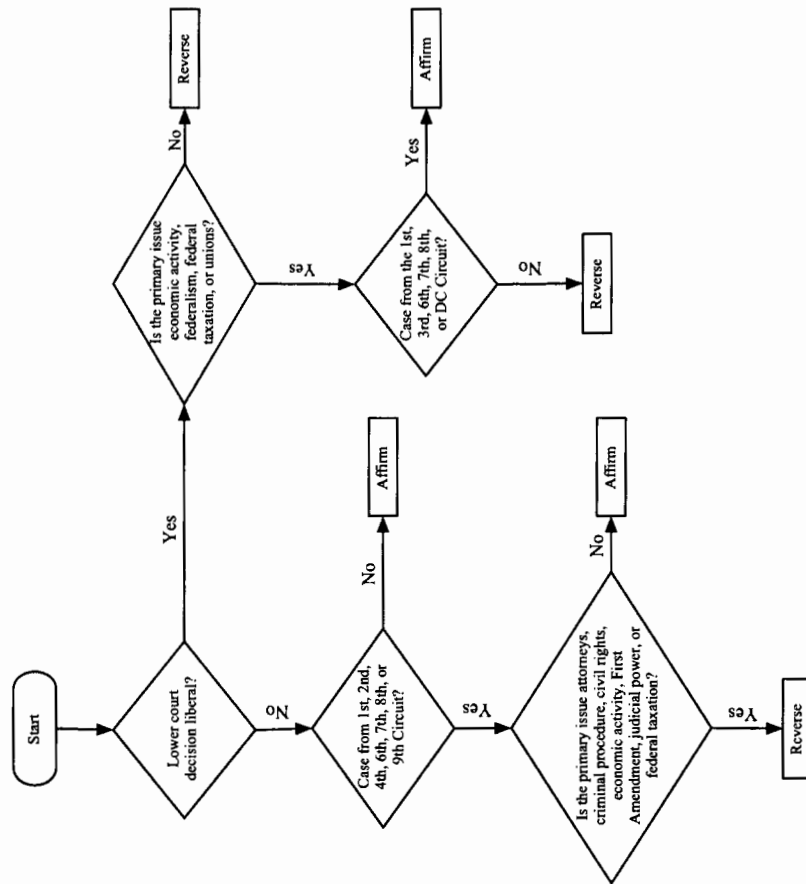 Start
Lower court
decision liberal?
Yes
Is the primary issue
economic activity,
federalism, federal
taxation, or unions?
No
Reverse
Yes
Case from the 1st,
3rd, 6th, 7th, 8th,
or DC Circuit?
Yes
Affirm
No
Reverse
No
Case from 1st, 2nd,
4th, 6th, 7th, 8th, or
9th Circuit?
No
Affirm
Yes
Is the primary issue attorneys,
criminal procedure, civil rights,
economic activity, First
Amendment, judicial power, or
federal taxation?
No
Affirm
Yes
Reverse